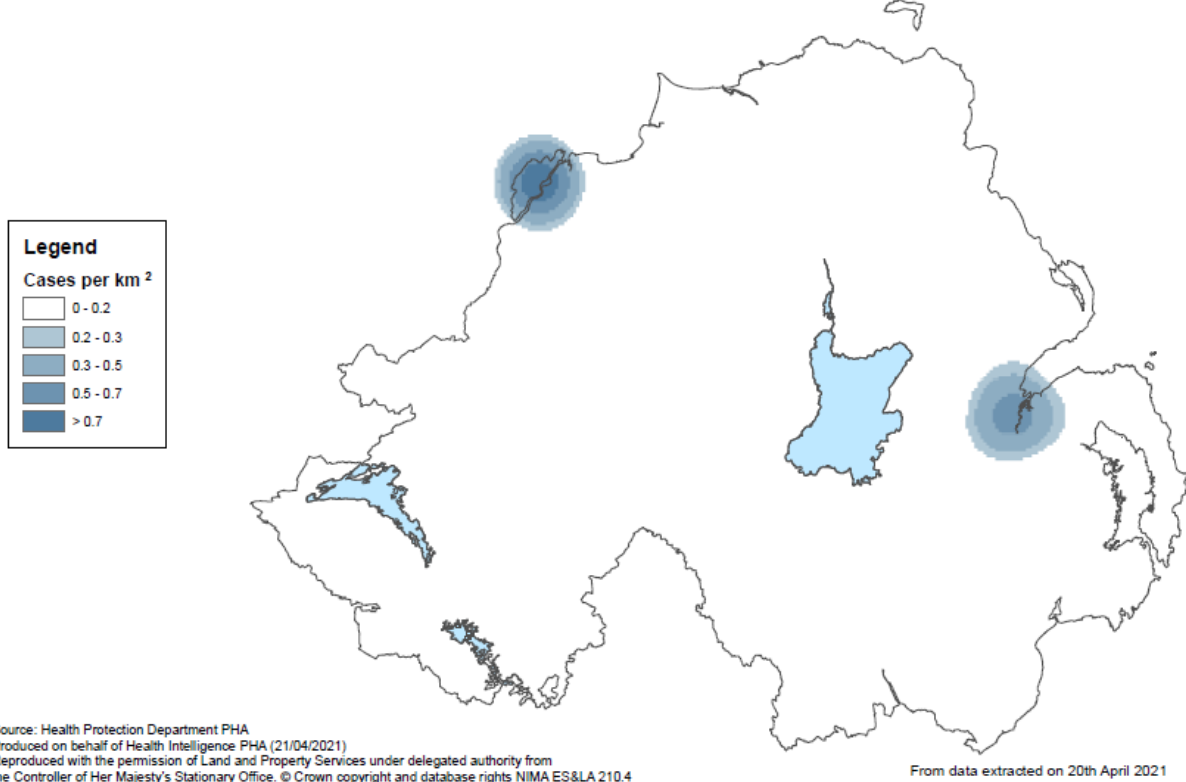 Legend
Cases per km ²
0 - 0.2
0.2 - 0.3
0.3 - 0.5
0.5 - 0.7
> 0.7
ource: Health Protection Department PHA
roduced on behalf of Health Intelligence PHA (21/04/2021)
eproduced with the permission of Land and Property Services under delegated authority from
he Controller of Her Majesty's Stationary Office. © Crown copyright and database rights NIMA ES&LA 210.4
From data extracted on 20th April 2021